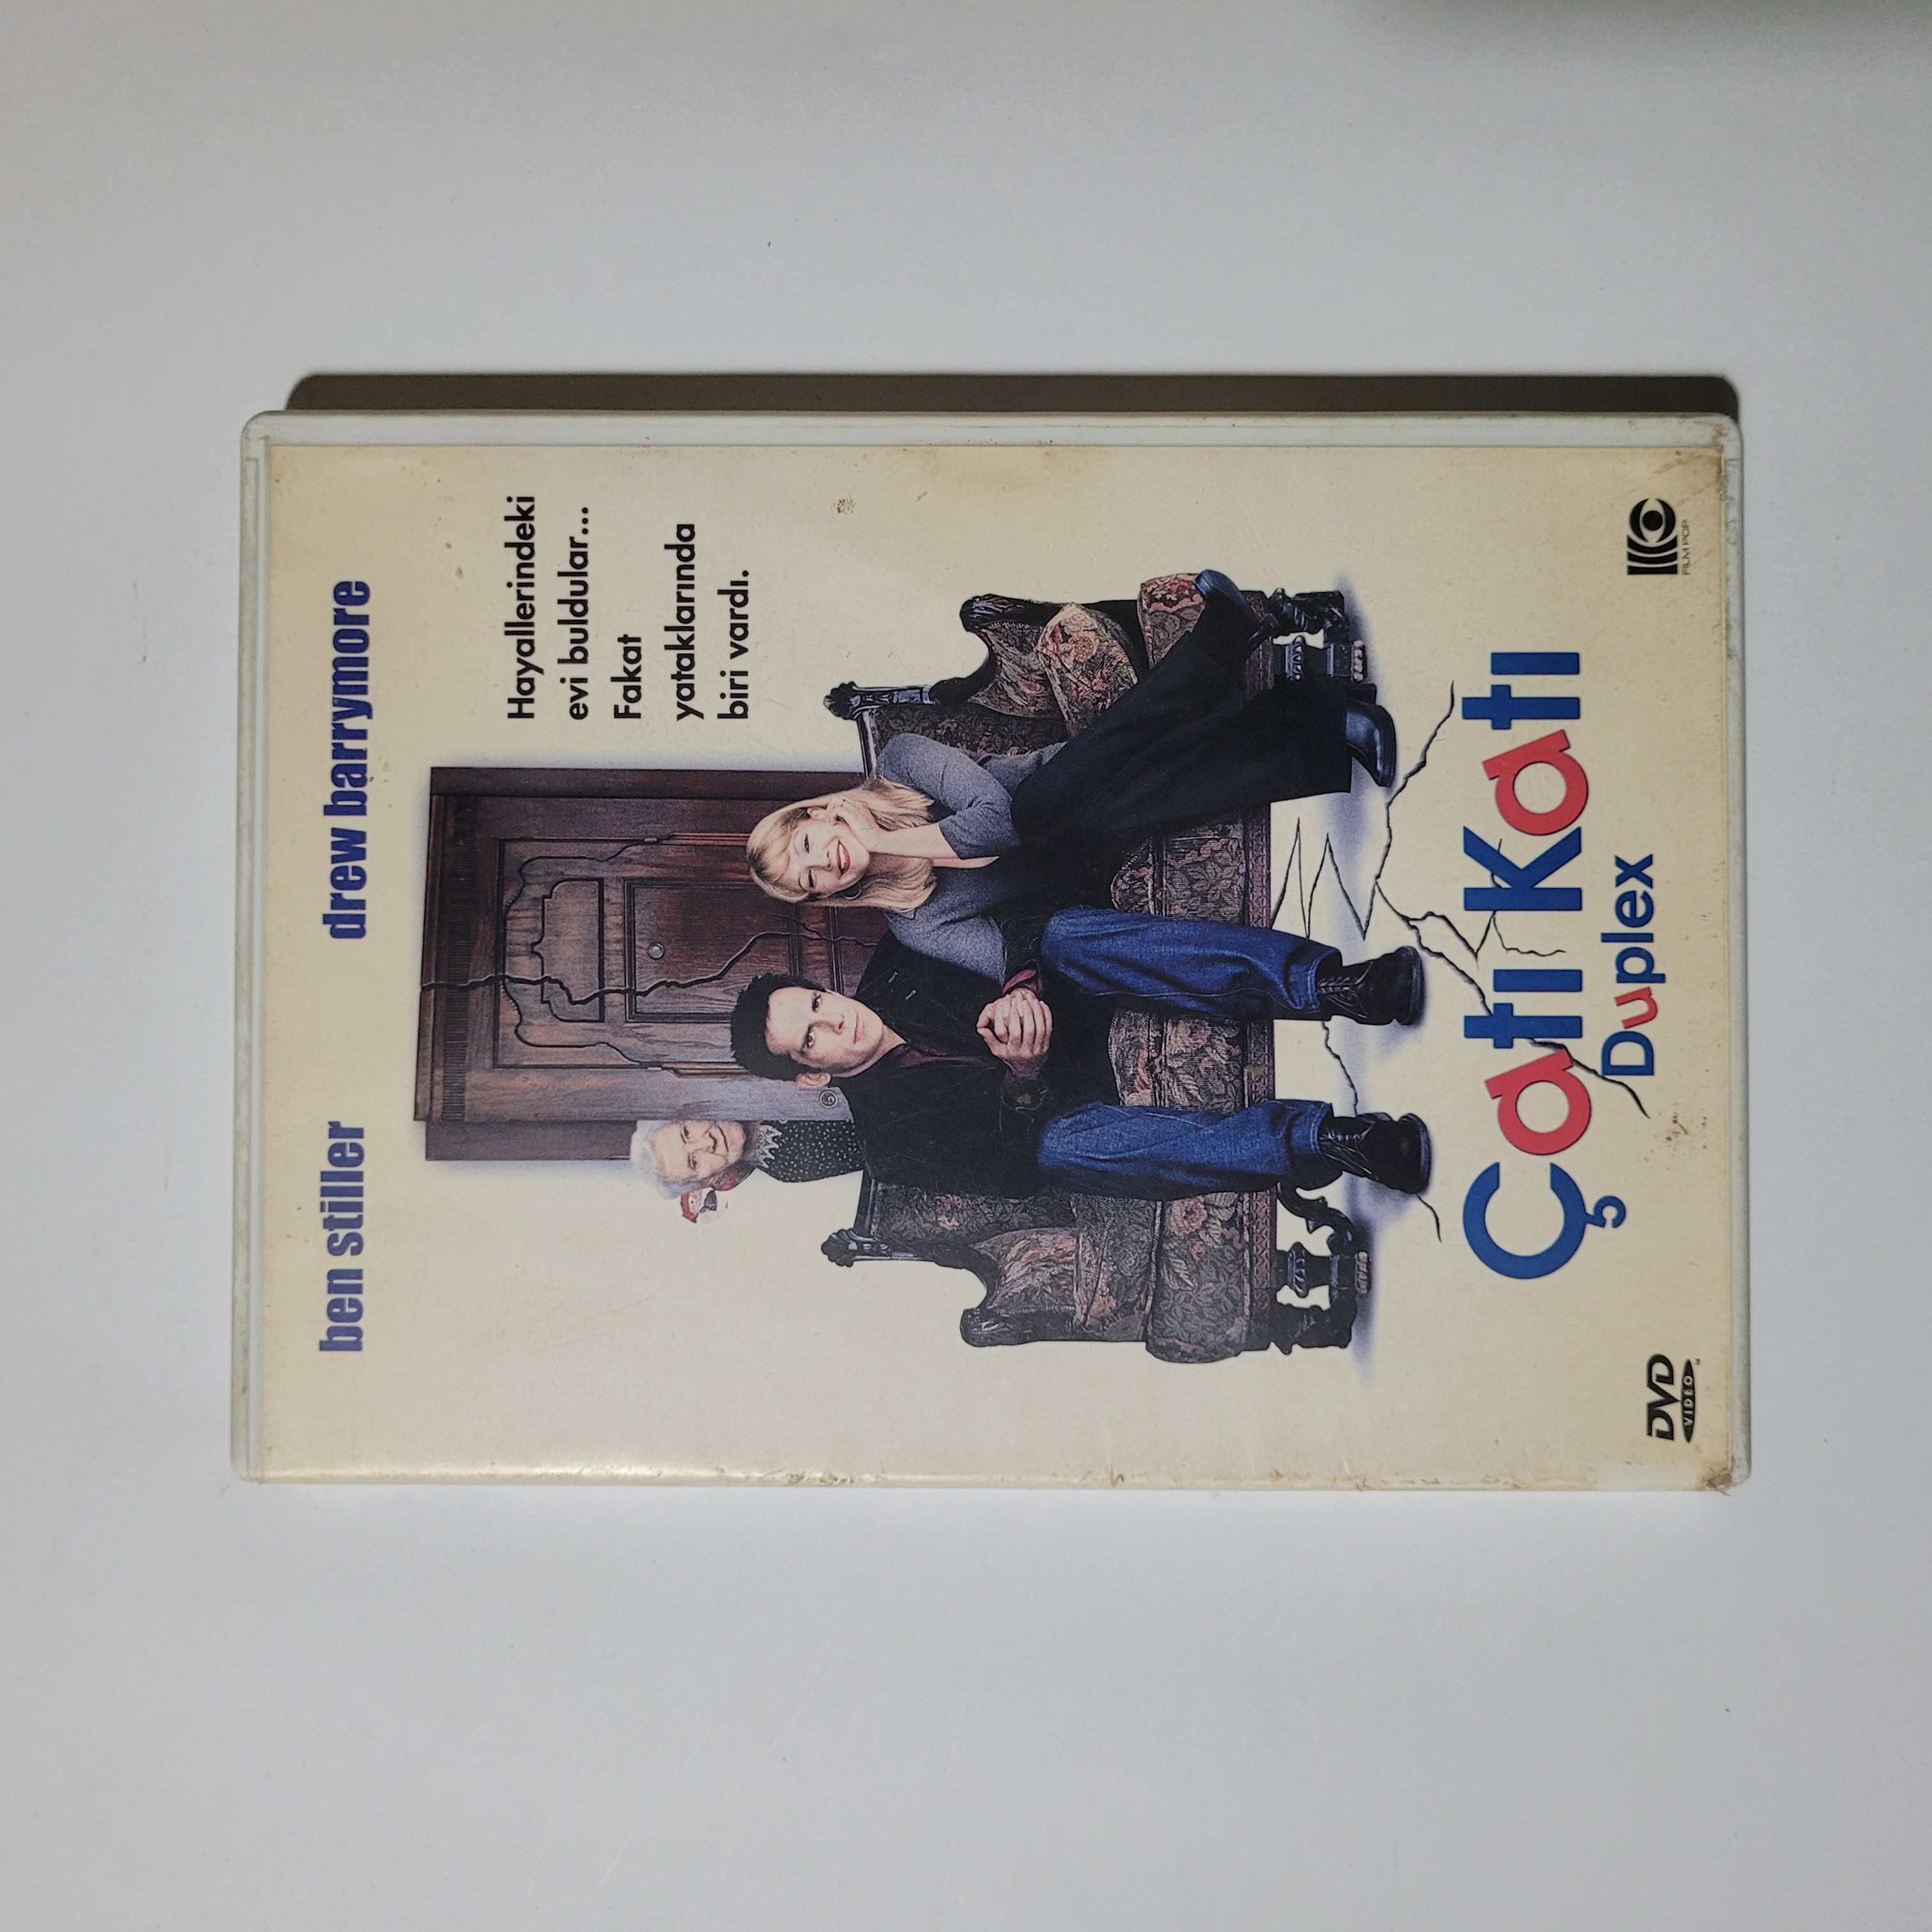 ben stiller drew barrymore
Hayallerindeki
evi buldular...
Fakat
yataklarında
biri vardı.
Çatı Katı
Duplex
DVD
VIDEO
FILM POP